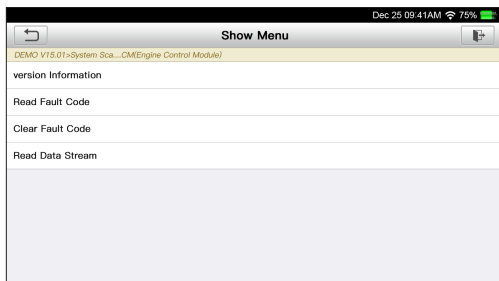 Dec 25 09:41AM 75%
Show Menu
DEMO V15.01>System Sca....CM(Engine Control Module)
version Information
Read Fault Code
Clear Fault Code
Read Data Stream